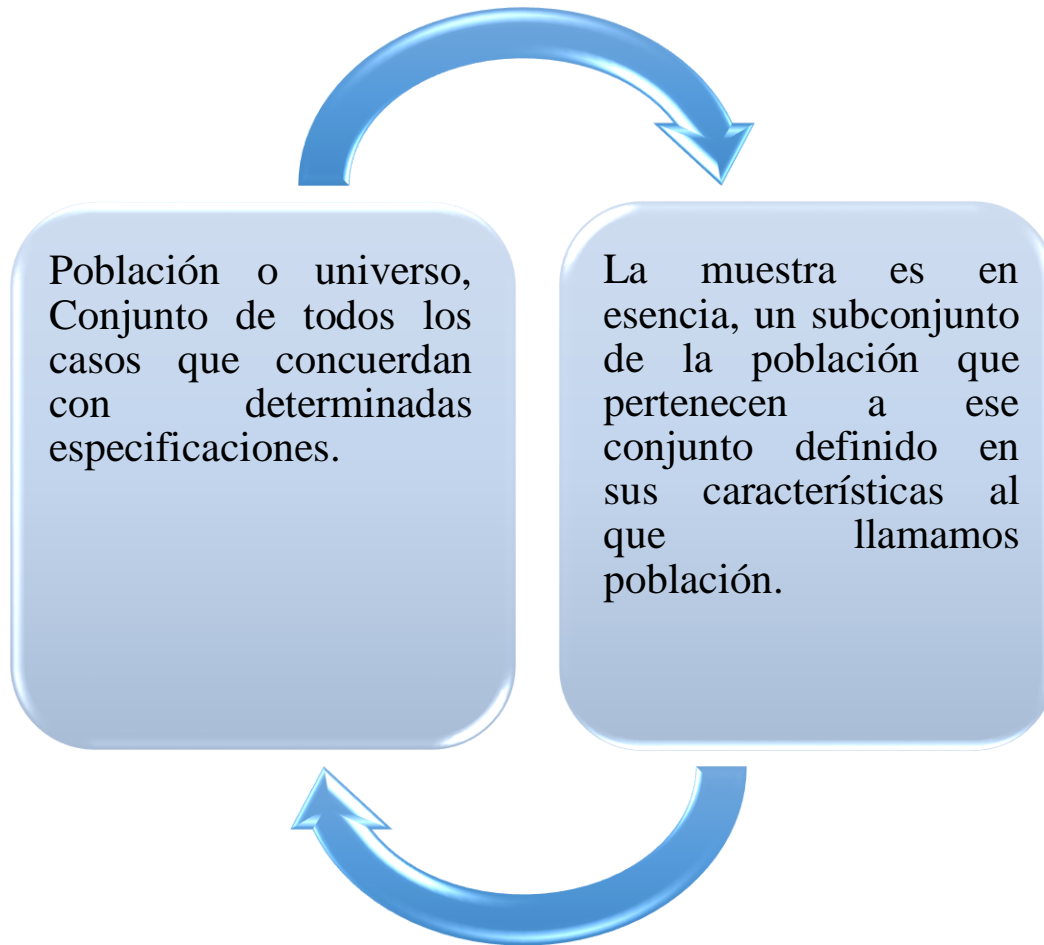 Población o universo,
Conjunto de todos los
casos que concuerdan
con determinadas
especificaciones.
La muestra es en
esencia, un subconjunto
de la población que
pertenecen a ese
conjunto definido en
sus características al
que llamamos
población.